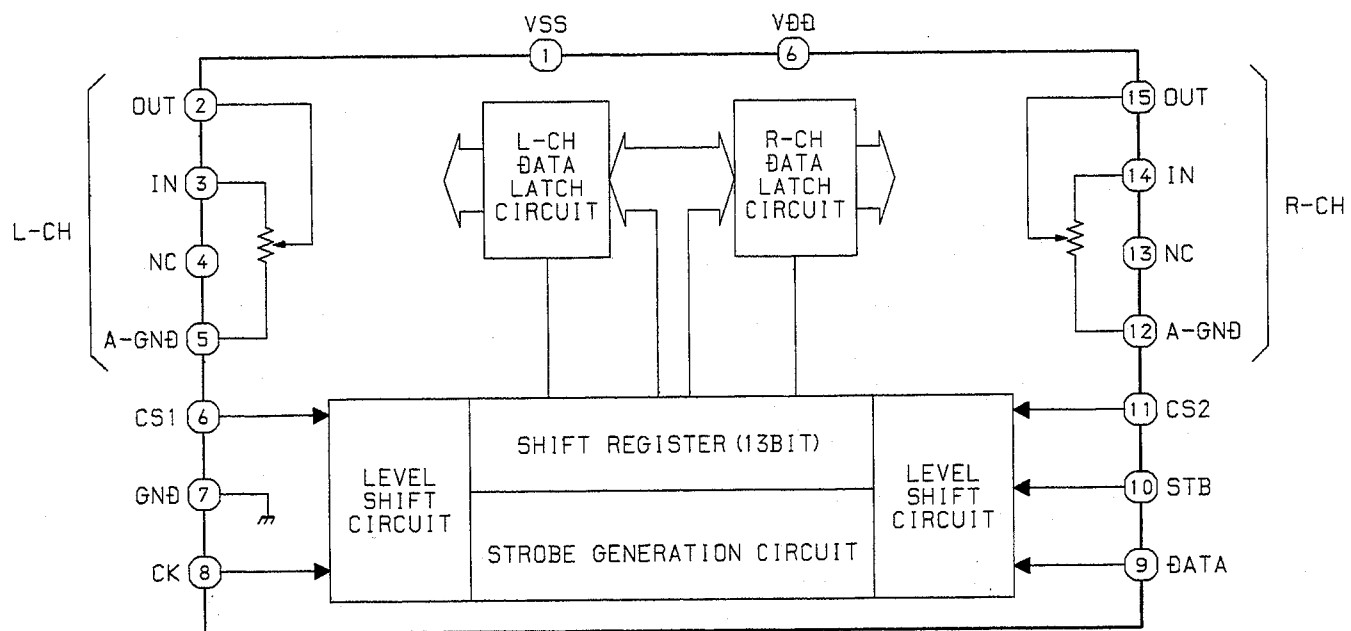 VSS
1
VDD
6
OUT 2
IN 3
NC 4
A-GND 5
L-CH
CS1 6
GND 7
CK 8
L-CH
DATA
LATCH
CIRCUIT
R-CH
DATA
LATCH
CIRCUIT
LEVEL
SHIFT
CIRCUIT
SHIFT REGISTER (13BIT)
STROBE GENERATION CIRCUIT
LEVEL
SHIFT
CIRCUIT
15 OUT
14 IN
13 NC
12 A-GND
R-CH
11 CS2
10 STB
9 DATA